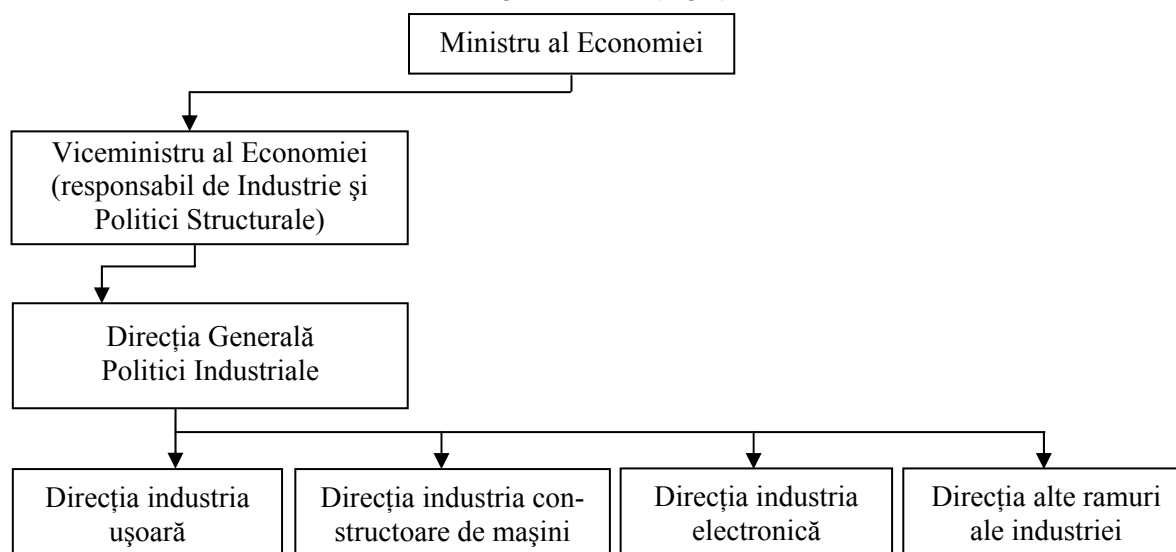 Ministru al Economiei
Viceministru al Economiei
(responsabil de Industrie şi
Politici Structurale)
Direcţia Generală
Politici Industriale
Direcţia industria
uşoară
Direcţia industria con-
structoare de maşini
Direcţia industria
electronică
Direcţia alte ramuri
ale industriei